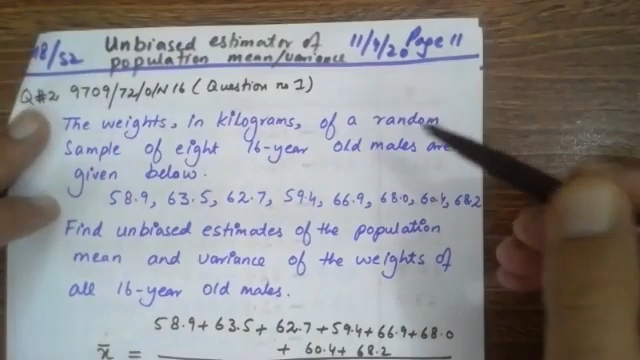 18/S2 Unbiased estimator of 11/4/20 Page 11
population mean/variance
Q#2 9709/72/O/N 16 (Question no 1)
The weights, in kilograms, of a random
Sample of eight 16-year old males are
given below.
58.9, 63.5, 62.7, 59.4, 66.9, 68.0, 60.4, 68.2
Find unbiased estimates of the population
mean and variance of the weights of
all 16-year old males.
58.9+63.5+62.7+59.4+66.9+68.0
+ 60.4+ 68.2
x̄ =